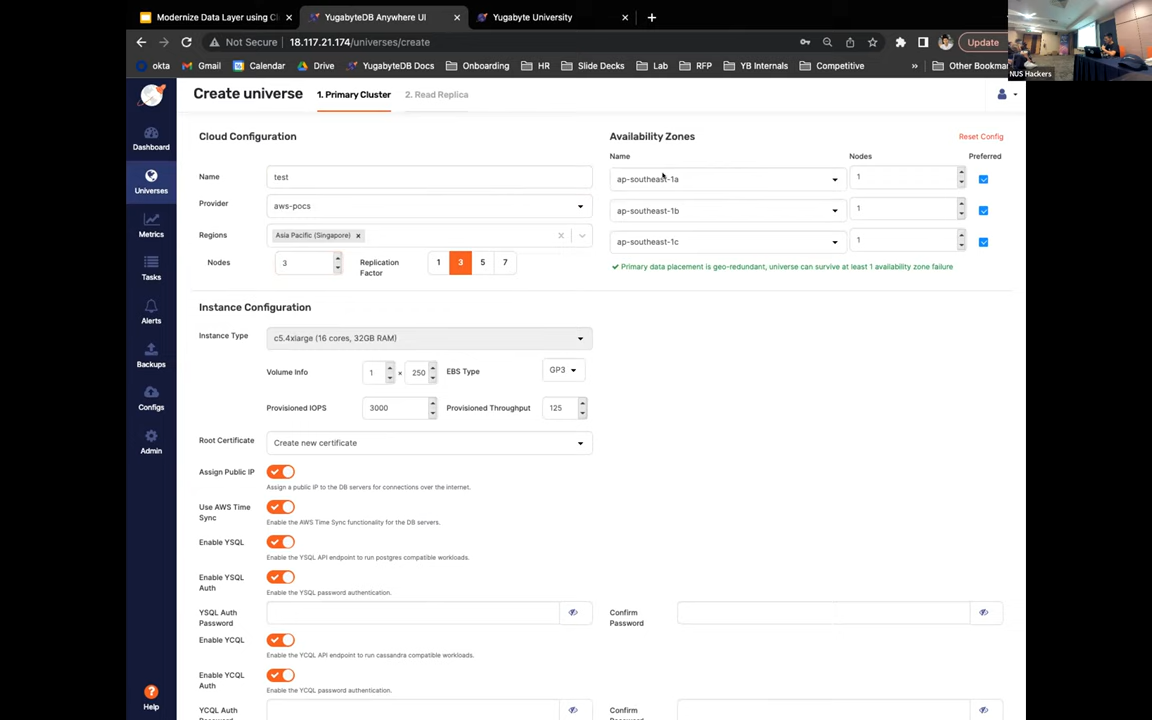 Modernize Data Layer using C
YugabyteDB Anywhere UI
Yugabyte University
Not Secure
18.117.21.174/universes/create
Update
okta
Gmail
Calendar
Drive
YugabyteDB Docs
Onboarding
HR
Slide Decks
Lab
RFP
YB Internals
Competitive
»
Other Bookmar
NUS Hackers
Create universe
1. Primary Cluster
2. Read Replica
Dashboard
Universes
Metrics
Tasks
Alerts
Backups
Configs
Admin
Help
Cloud Configuration
Name
test
Provider
aws-pocs
Regions
Asia Pacific (Singapore)
Nodes
3
Replication Factor
1
3
5
7
Availability Zones
Reset Config
Name
Nodes
Preferred
ap-southeast-1a
1
ap-southeast-1b
1
ap-southeast-1c
1
Primary data placement is geo-redundant, universe can survive at least 1 availability zone failure
Instance Configuration
Instance Type
c5.4xlarge (16 cores, 32GB RAM)
Volume Info
1
×
250
EBS Type
GP3
Provisioned IOPS
3000
Provisioned Throughput
125
Root Certificate
Create new certificate
Assign Public IP
Assign a public IP to the DB servers for connections over the internet.
Use AWS Time Sync
Enable the AWS Time Sync functionality for the DB servers.
Enable YSQL
Enable the YSQL API endpoint to run postgres compatible workloads.
Enable YSQL Auth
Enable the YSQL password authentication.
YSQL Auth Password
Confirm Password
Enable YCQL
Enable the YCQL API endpoint to run cassandra compatible workloads.
Enable YCQL Auth
Enable the YCQL password authentication.
YCQL Auth
Confirm